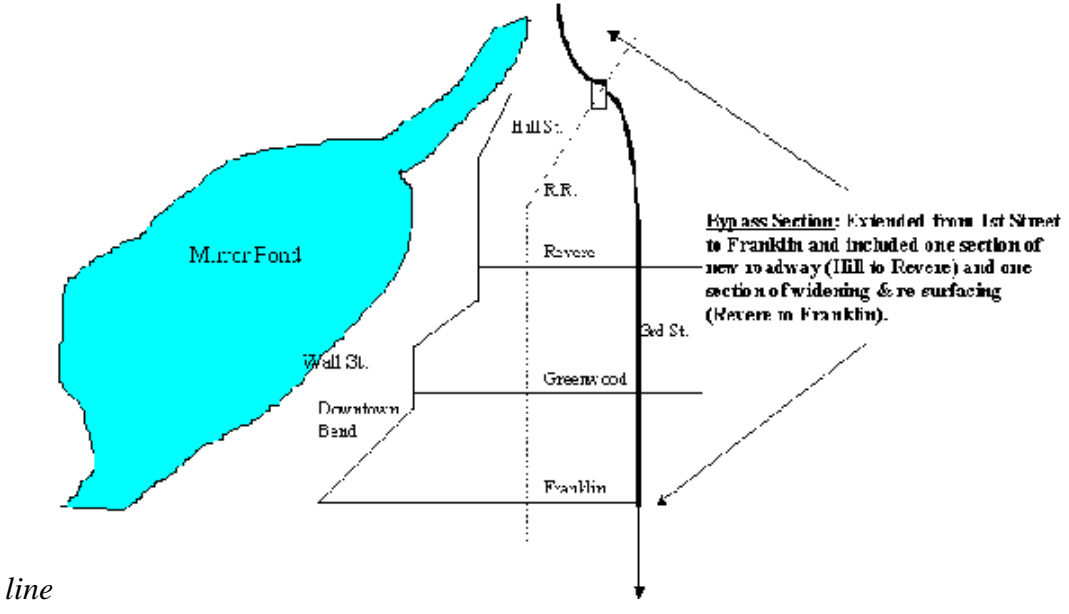 Hill St.
R.R.
Mirror Pond
Revere
Bypass Section: Extended from 1st Street
to Franklin and included one section of
new roadway (Hill to Revere) and one
section of widening & re surfacing
(Revere to Franklin).
3rd St.
Wall St.
Greenwood
Downtown
Bend
Franklin
line